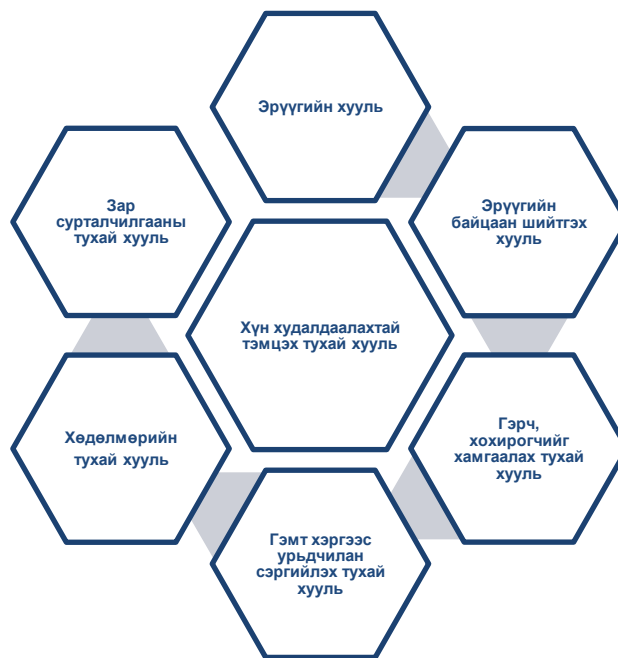 Эрүүгийн хууль
Зар
сурталчилгааны
тухай хууль
Эрүүгийн
байцаан шийтгэх
хууль
Хүн худалдаалахтай
тэмцэх тухай хууль
Хөдөлмөрийн
тухай хууль
Гэрч,
хохирогчийг
хамгаалах тухай
хууль
Гэмт хэргээс
урьдчилан
сэргийлэх тухай
хууль